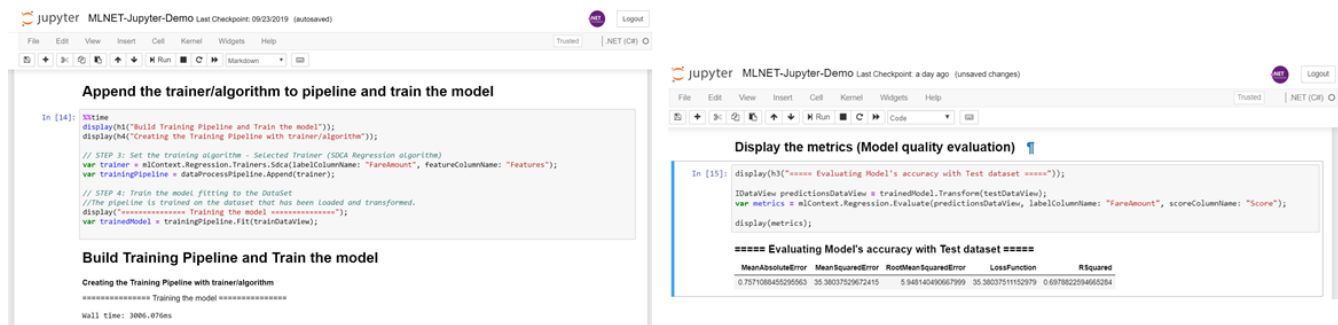 jupyter MLNET-Jupyter-Demo Last Checkpoint: 09/23/2019 (autosaved)
.NET
Logout
File Edit View Insert Cell Kernel Widgets Help
Trusted
.NET (C#)
Run
Markdown
Append the trainer/algorithm to pipeline and train the model
In [14]: %%time
display(h1("Build Training Pipeline and Train the model"));
display(h4("Creating the Training Pipeline with trainer/algorithm"));
// STEP 3: Set the training algorithm - Selected Trainer (SDCA Regression algorithm)
var trainer = mlContext.Regression.Trainers.Sdca(labelColumnName: "FareAmount", featureColumnName: "Features");
var trainingPipeline = dataProcessPipeline.Append(trainer);
// STEP 4: Train the model fitting to the DataSet
//The pipeline is trained on the dataset that has been loaded and transformed.
display("=============== Training the model ===============");
var trainedModel = trainingPipeline.Fit(trainDataView);
Build Training Pipeline and Train the model
Creating the Training Pipeline with trainer/algorithm
=============== Training the model ===============
Wall time: 3006.076ms
jupyter MLNET-Jupyter-Demo Last Checkpoint: a day ago (unsaved changes)
.NET
Logout
File Edit View Insert Cell Kernel Widgets Help
Trusted
.NET (C#)
Run
Code
Display the metrics (Model quality evaluation) ¶
In [15]: display(h3("===== Evaluating Model's accuracy with Test dataset ====="));
IDataView predictionsDataView = trainedModel.Transform(testDataView);
var metrics = mlContext.Regression.Evaluate(predictionsDataView, labelColumnName: "FareAmount", scoreColumnName: "Score");
display(metrics);
===== Evaluating Model's accuracy with Test dataset =====
MeanAbsoluteError MeanSquaredError RootMeanSquaredError LossFunction RSquared
0.7571088455295563 35.38037529672415 5.948140490667999 35.38037511152979 0.6978822594665284